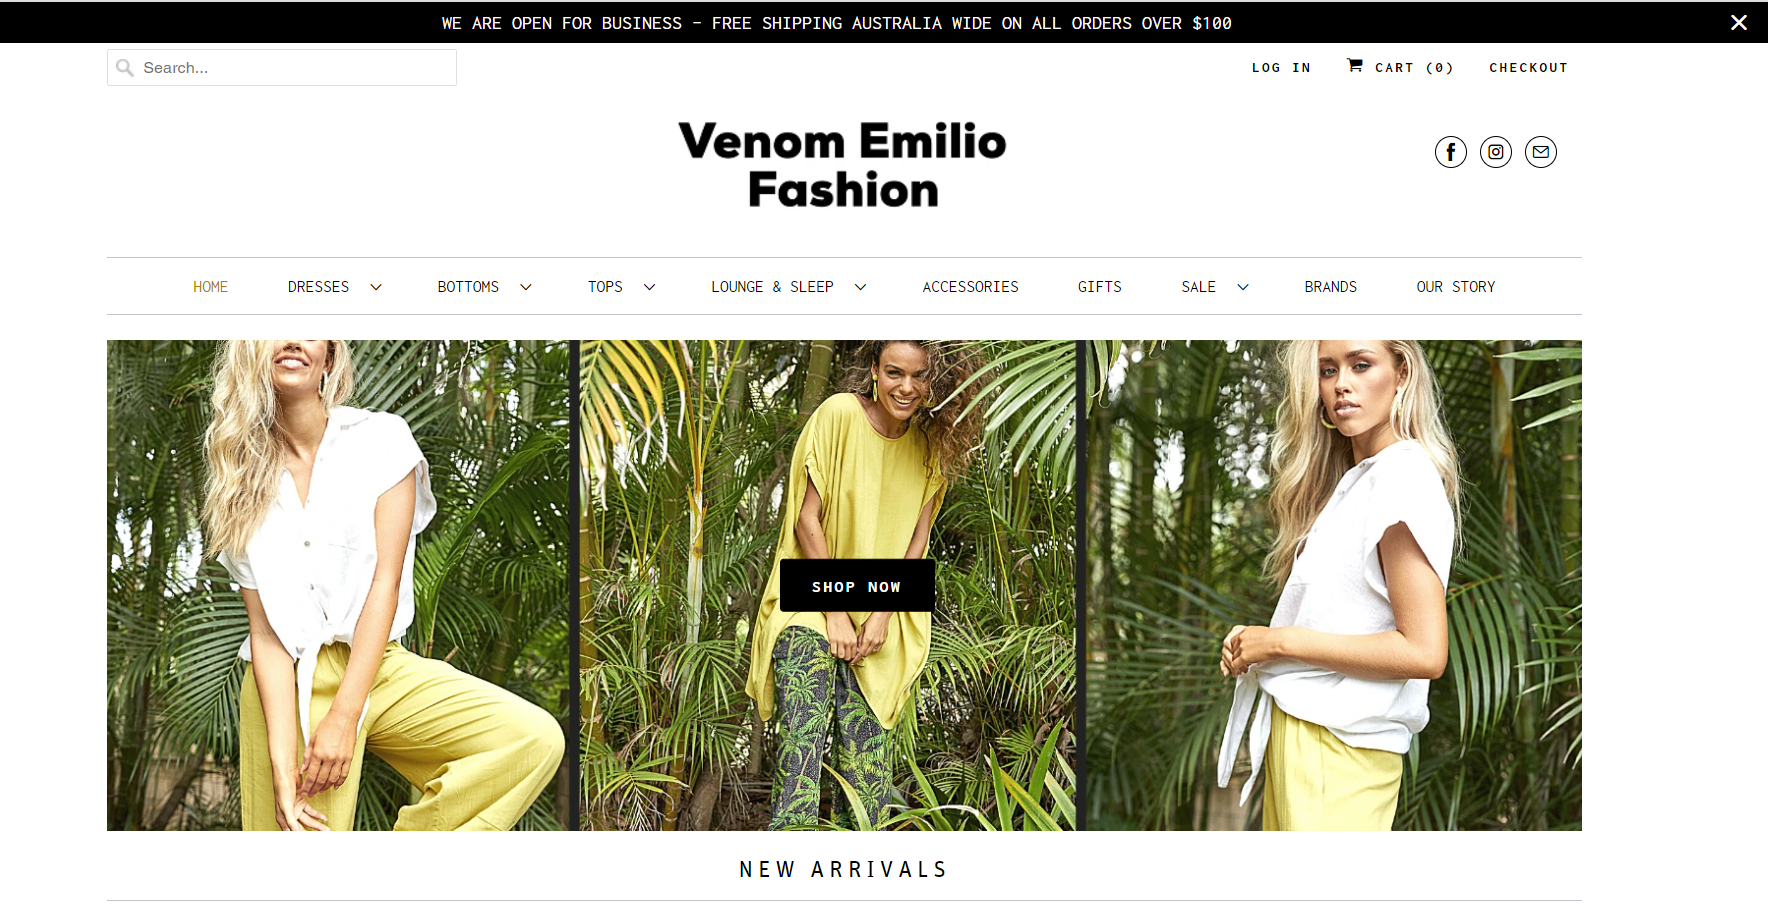 WE ARE OPEN FOR BUSINESS - FREE SHIPPING AUSTRALIA WIDE ON ALL ORDERS OVER $100
Search...
LOG IN
CART (0)
CHECKOUT
Venom Emilio
Fashion
HOME
DRESSES
BOTTOMS
TOPS
LOUNGE & SLEEP
ACCESSORIES
GIFTS
SALE
BRANDS
OUR STORY
SHOP NOW
NEW ARRIVALS